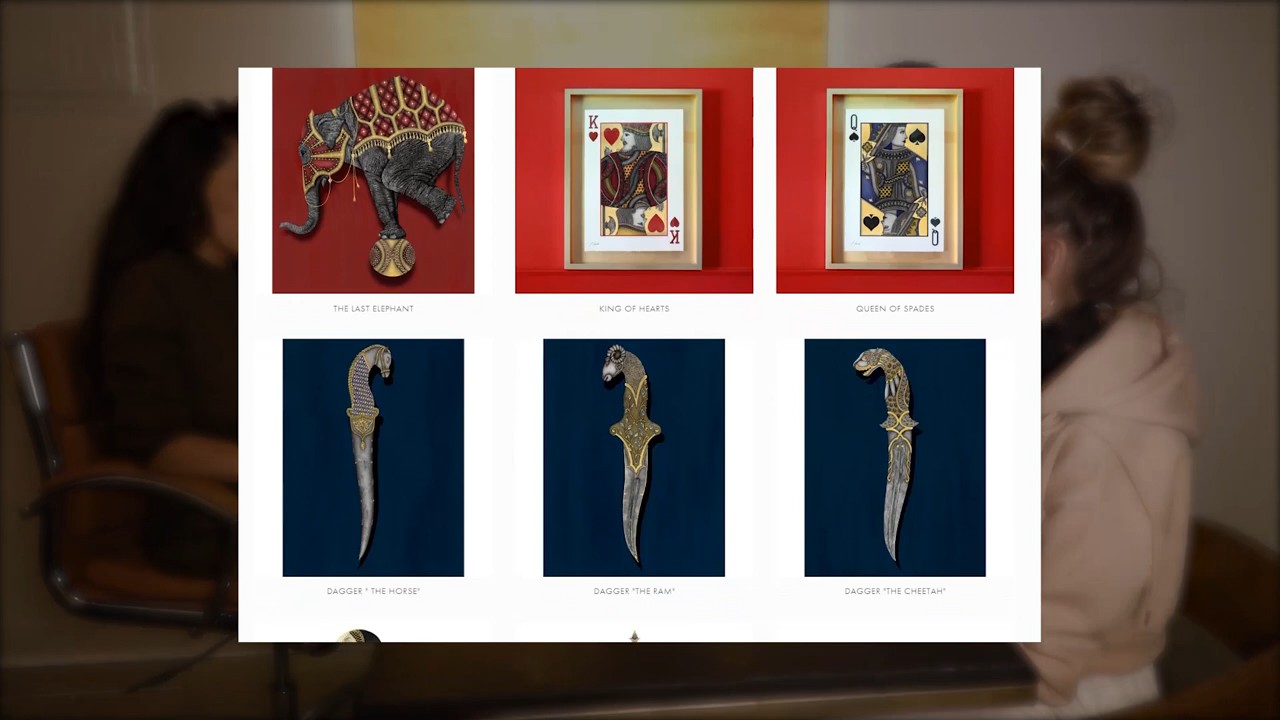 K
K
Q
Q
THE LAST ELEPHANT
KING OF HEARTS
QUEEN OF SPADES
DAGGER " THE HORSE"
DAGGER "THE RAM"
DAGGER "THE CHEETAH"